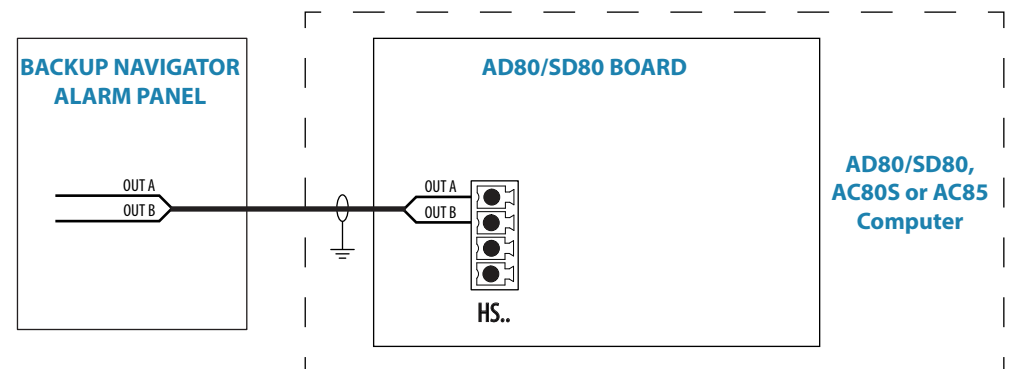 BACKUP NAVIGATOR
ALARM PANEL
OUT A
OUT B
AD80/SD80 BOARD
OUT A
OUT B
HS..
AD80/SD80,
AC80S or AC85
Computer